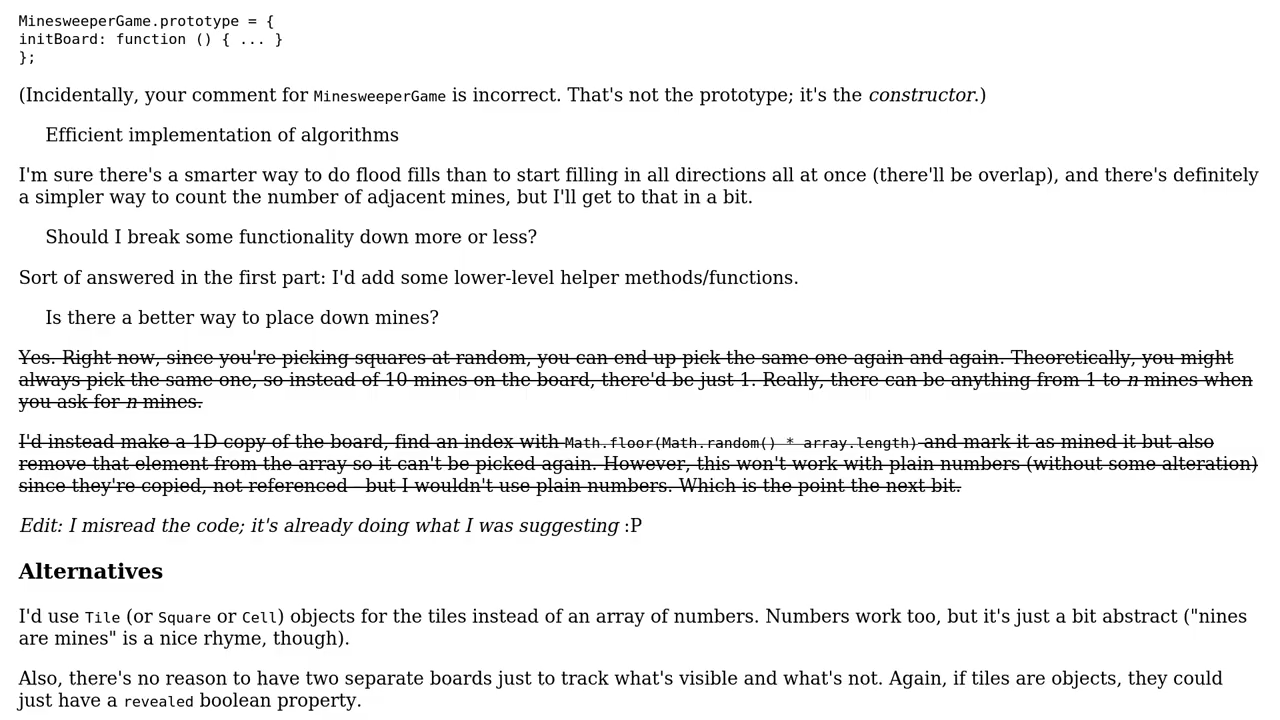 MinesweeperGame.prototype = {
initBoard: function () { ... }
};
(Incidentally, your comment for MinesweeperGame is incorrect. That's not the prototype; it's the constructor.)
Efficient implementation of algorithms
I'm sure there's a smarter way to do flood fills than to start filling in all directions all at once (there'll be overlap), and there's definitely
a simpler way to count the number of adjacent mines, but I'll get to that in a bit.
Should I break some functionality down more or less?
Sort of answered in the first part: I'd add some lower-level helper methods/functions.
Is there a better way to place down mines?
Yes. Right now, since you're picking squares at random, you can end up pick the same one again and again. Theoretically, you might
always pick the same one, so instead of 10 mines on the board, there'd be just 1. Really, there can be anything from 1 to n mines when
you ask for n mines.
I'd instead make a 1D copy of the board, find an index with Math.floor(Math.random() * array.length) and mark it as mined it but also
remove that element from the array so it can't be picked again. However, this won't work with plain numbers (without some alteration)
since they're copied, not referenced - but I wouldn't use plain numbers. Which is the point the next bit.
Edit: I misread the code; it's already doing what I was suggesting :P
Alternatives
I'd use Tile (or Square or Cell) objects for the tiles instead of an array of numbers. Numbers work too, but it's just a bit abstract ("nines
are mines" is a nice rhyme, though).
Also, there's no reason to have two separate boards just to track what's visible and what's not. Again, if tiles are objects, they could
just have a revealed boolean property.